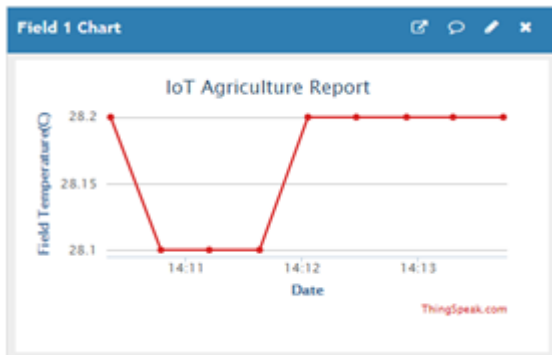 Field 1 Chart
IoT Agriculture Report
Field Temperature(C)
28.2
28.15
28.1
14:11 14:12 14:13
Date
ThingSpeak.com